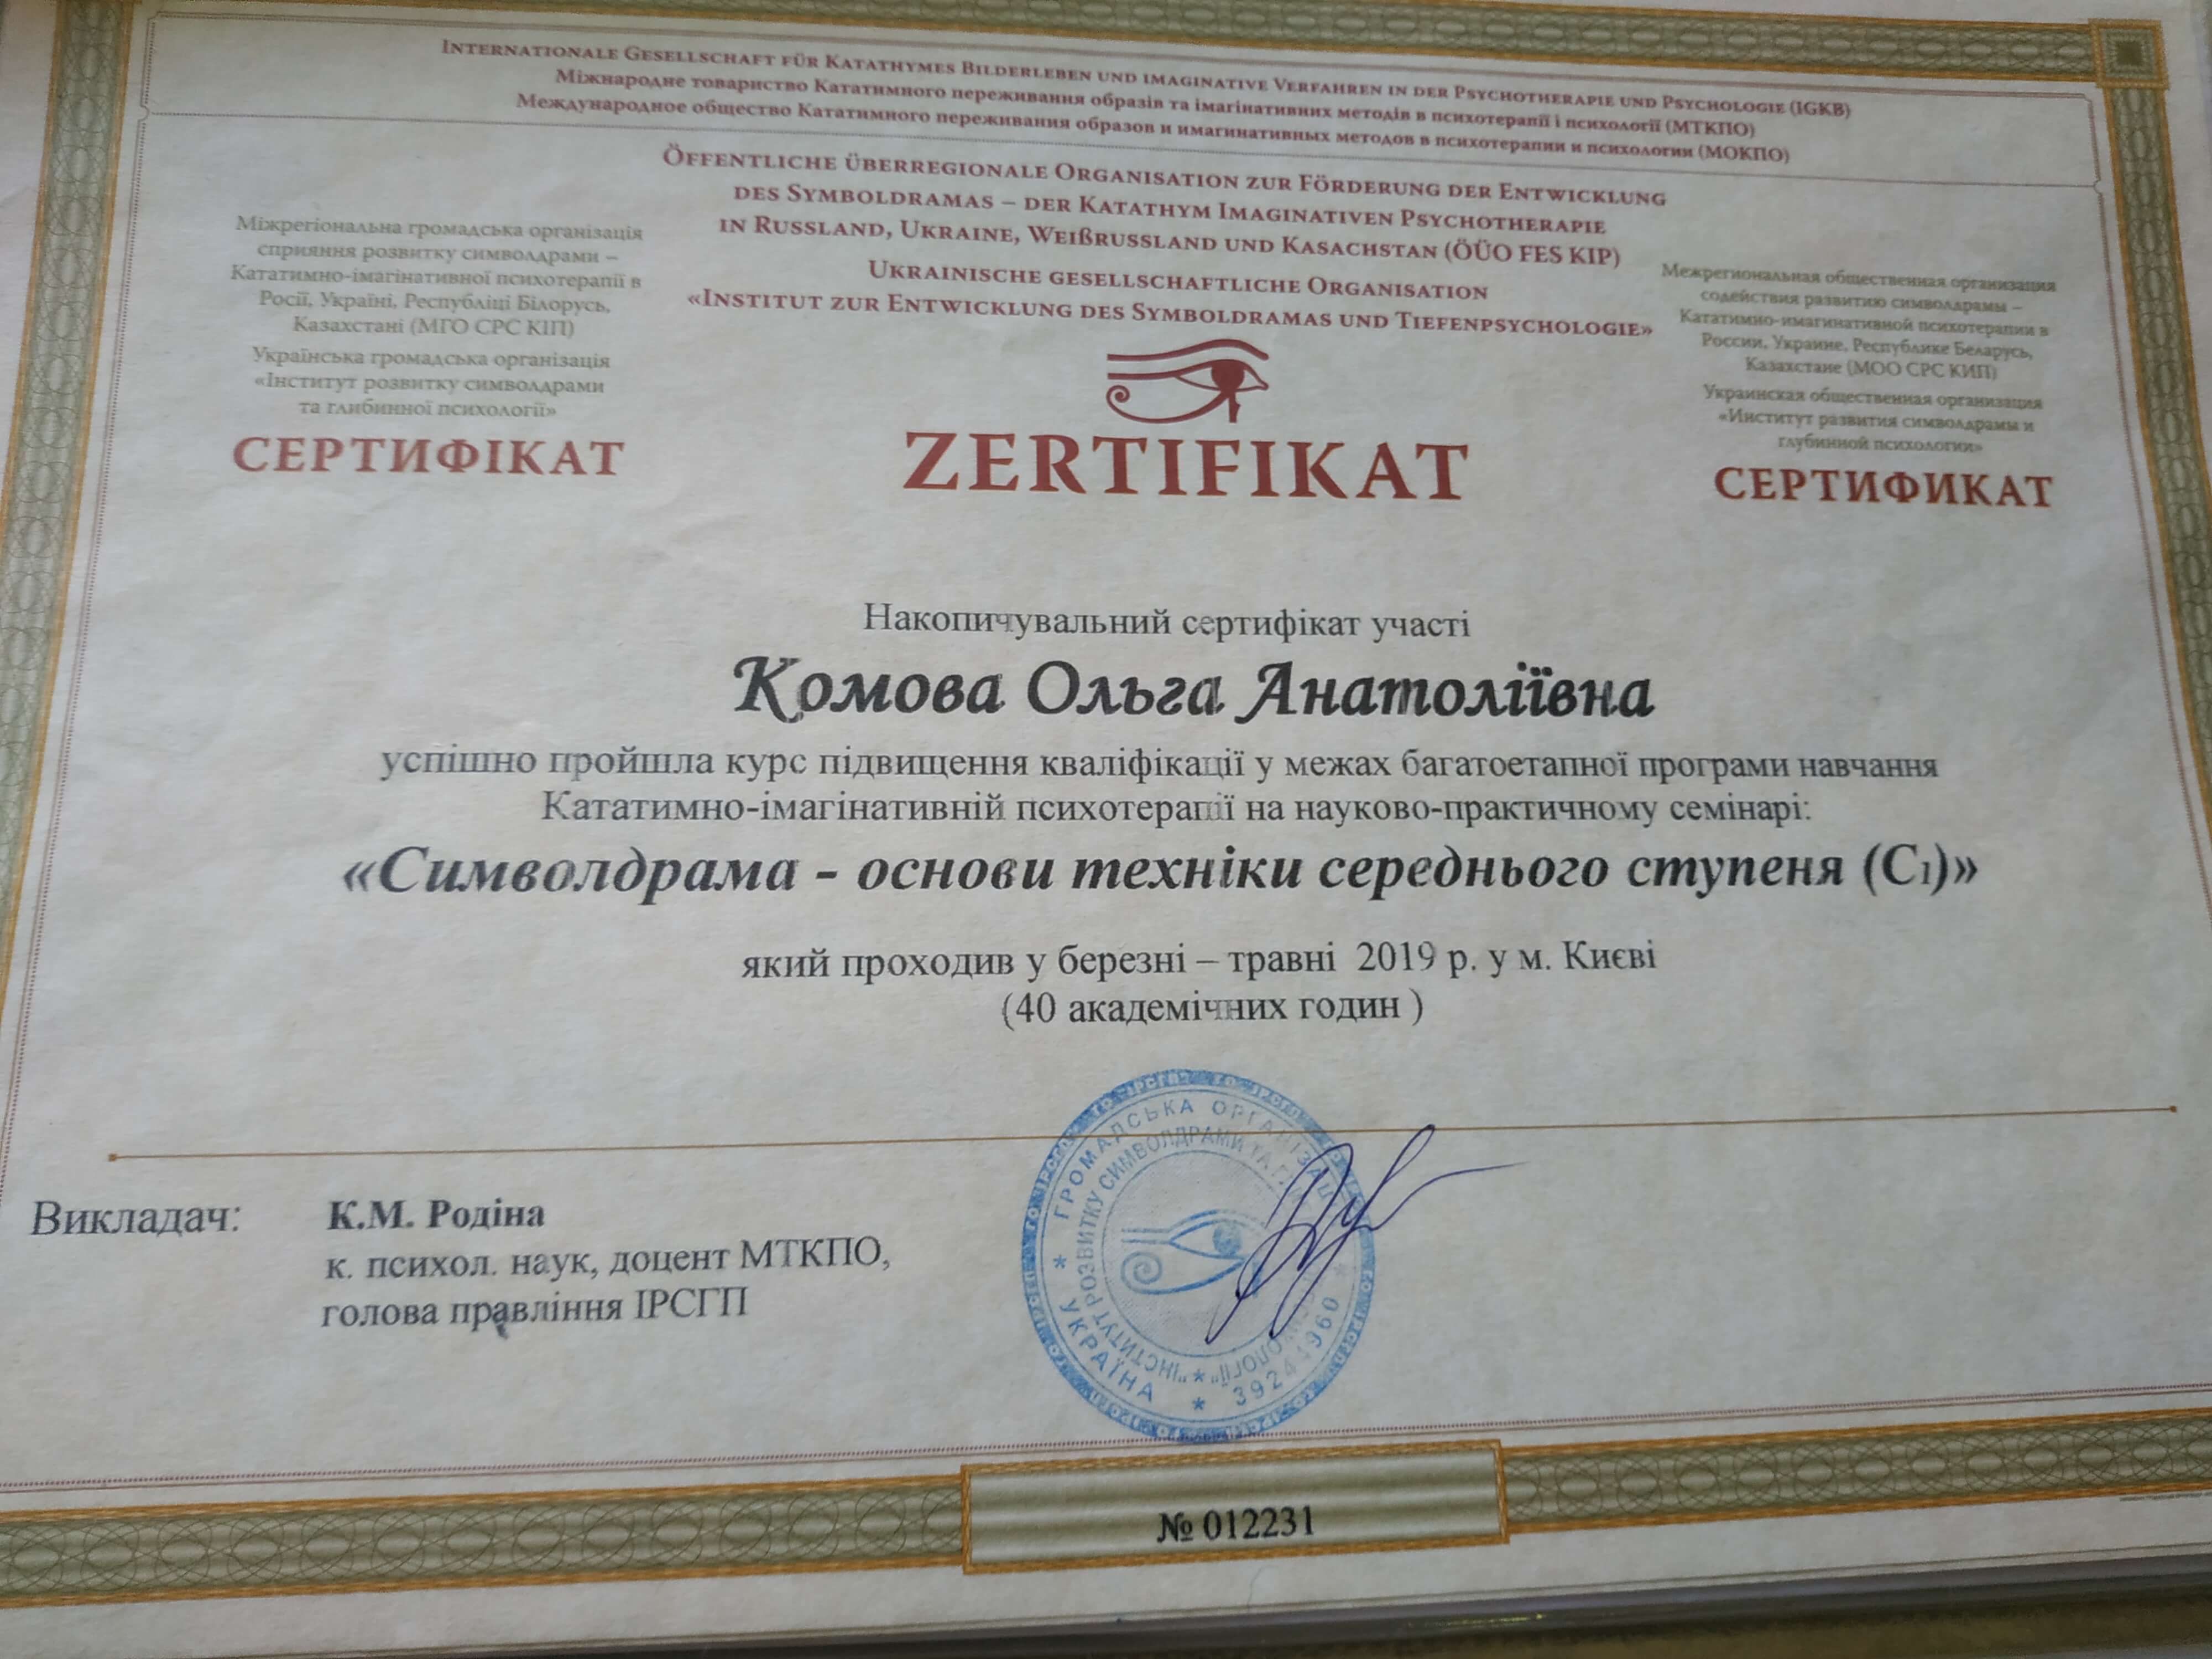 Internationale Gesellschaft für Katathymes Bilderleben und imaginative Verfahren in der Psychotherapie und Psychologie (IGKB)
Міжнародне товариство Кататимного переживання образів та імагінативних методів в психотерапії і психології (МТКПО)
Международное общество Кататимного переживания образов и имагинативных методов в психотерапии и психологии (МОКПО)
Öffentliche überregionale Organisation zur Förderung der Entwicklung
des Symboldramas – der Katathym Imaginativen Psychotherapie
in Russland, Ukraine, Weißrussland und Kasachstan (ÖÜO FES KIP)
Ukrainische gesellschaftliche Organisation
«Institut zur Entwicklung des Symboldramas und Tiefenpsychologie»
Міжрегіональна громадська організація
сприяння розвитку символдрами –
Кататимно-імагінативної психотерапії в
Росії, Україні, Республіці Білорусь,
Казахстані (МГО СРС КІП)
Українська громадська організація
«Інститут розвитку символдрами
та глибинної психології»
СЕРТИФІКАТ
ZERTIFIKAT
Межрегиональная общественная организация
содействия развитию символдрамы –
Кататимно-имагинативной психотерапии в
России, Украине, Республике Беларусь,
Казахстане (МОО СРС КИП)
Украинская общественная организация
«Институт развития символдрамы и
глубинной психологии»
СЕРТИФИКАТ
Накопичувальний сертифікат участі
Комова Ольга Анатоліївна
успішно пройшла курс підвищення кваліфікації у межах багатоетапної програми навчання
Кататимно-імагінативній психотерапії на науково-практичному семінарі:
«Символдрама - основи техніки середнього ступеня (С1)»
який проходив у березні – травні 2019 р. у м. Києві
(40 академічних годин )
Викладач:
К.М. Родіна
к. психол. наук, доцент МТКПО,
голова правління ІРСГП
ГРОМАДСЬКА ОРГАНІЗАЦІЯ
"ІНСТИТУТ РОЗВИТКУ СИМВОЛДРАМИ ТА
УКРАЇНА
№ 012231